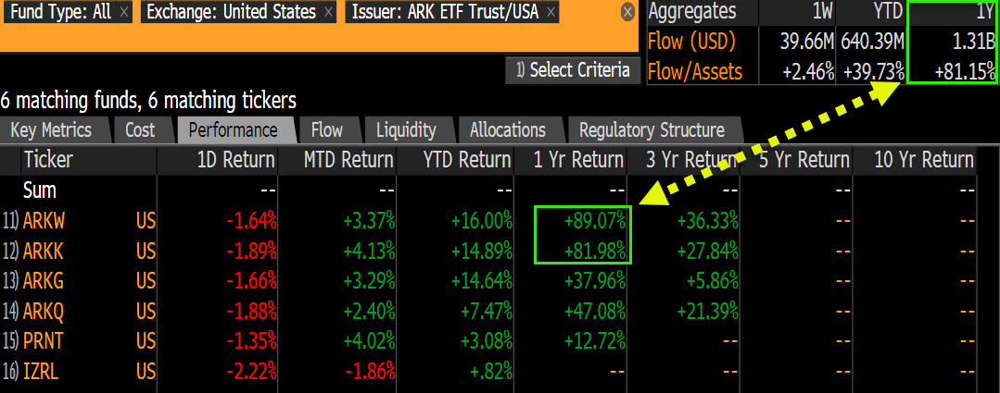 Fund Type: All × Exchange: United States × Issuer: ARK ETF Trust/USA ×
Aggregates 1W YTD 1Y
Flow (USD) 39.66M 640.39M 1.31B
Flow/Assets +2.46% +39.73% +81.15%
1) Select Criteria
6 matching funds, 6 matching tickers
Key Metrics Cost Performance Flow Liquidity Allocations Regulatory Structure
Ticker 1D Return MTD Return YTD Return 1 Yr Return 3 Yr Return 5 Yr Return 10 Yr Return
Sum -- -- -- -- -- -- --
11) ARKW US -1.64% +3.37% +16.00% +89.07% +36.33% -- --
12) ARKK US -1.89% +4.13% +14.89% +81.98% +27.84% -- --
13) ARKG US -1.66% +3.29% +14.64% +37.96% +5.86% -- --
14) ARKQ US -1.88% +2.40% +7.47% +47.08% +21.39% -- --
15) PRNT US -1.35% +4.02% +3.08% +12.72% -- -- --
16) IZRL US -2.22% -1.86% +.82% -- -- -- --